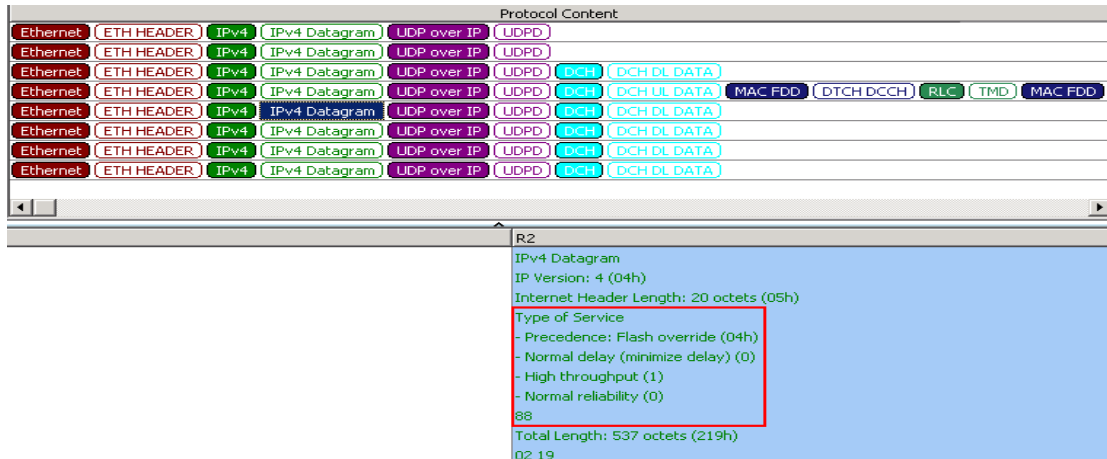 Protocol Content
Ethernet ETH HEADER IPv4 IPv4 Datagram UDP over IP UDPD
Ethernet ETH HEADER IPv4 IPv4 Datagram UDP over IP UDPD
Ethernet ETH HEADER IPv4 IPv4 Datagram UDP over IP UDPD DCH DCH DL DATA
Ethernet ETH HEADER IPv4 IPv4 Datagram UDP over IP UDPD DCH DCH UL DATA MAC FDD DTCH DCCH RLC TMD MAC FDD
Ethernet ETH HEADER IPv4 IPv4 Datagram UDP over IP UDPD DCH DCH DL DATA
Ethernet ETH HEADER IPv4 IPv4 Datagram UDP over IP UDPD DCH DCH DL DATA
Ethernet ETH HEADER IPv4 IPv4 Datagram UDP over IP UDPD DCH DCH DL DATA
Ethernet ETH HEADER IPv4 IPv4 Datagram UDP over IP UDPD DCH DCH DL DATA
R2
IPv4 Datagram
IP Version: 4 (04h)
Internet Header Length: 20 octets (05h)
Type of Service
- Precedence: Flash override (04h)
- Normal delay (minimize delay) (0)
- High throughput (1)
- Normal reliability (0)
88
Total Length: 537 octets (219h)
02 19